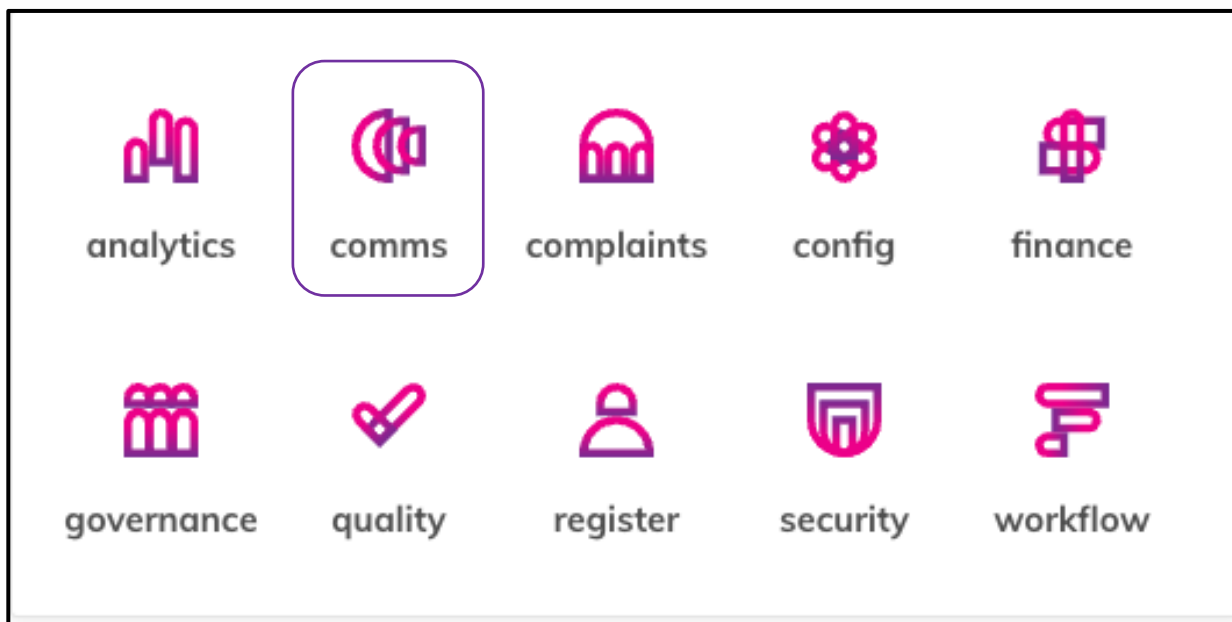 analytics comms complaints config finance
governance quality register security workflow